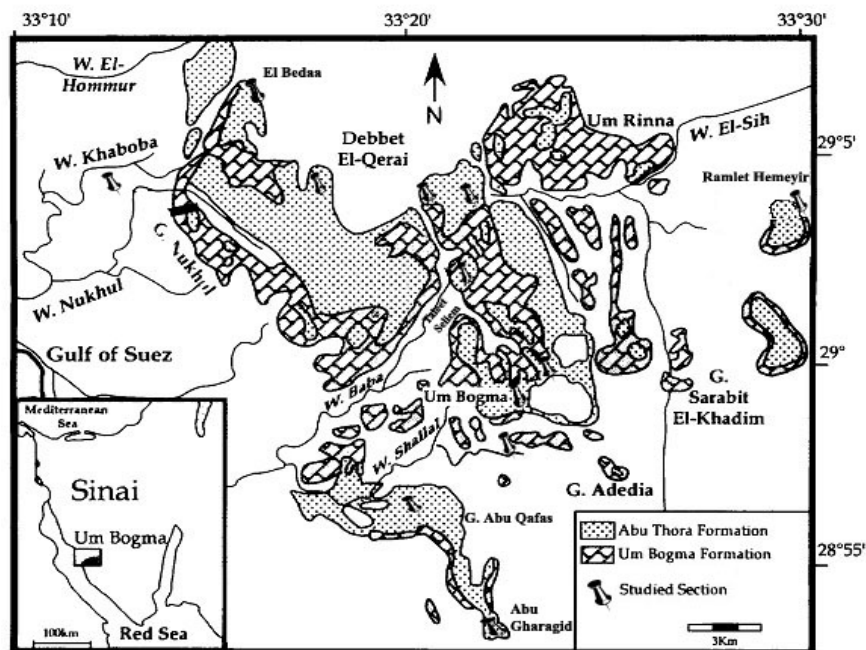 33°10'
33°20'
33°30'
W. El-
Hommur
El Bedaa
N
Um Rinna
W. El-Sih
Debbet
El-Qerai
29°5'
W. Khaboba
Ramlet Hemeyir
G. Nukhul
W. Nukhul
Sellem
Gulf of Suez
29°
W. Baba
Um Bogma
G.
Sarabit
El-Khadim
Mediterranean
Sea
W. Shallal
Sinai
G. Adedia
G. Abu Qafas
Um Bogma
Abu Thora Formation
Um Bogma Formation
28°55'
Studied Section
Abu
Gharagid
100km
Red Sea
3Km